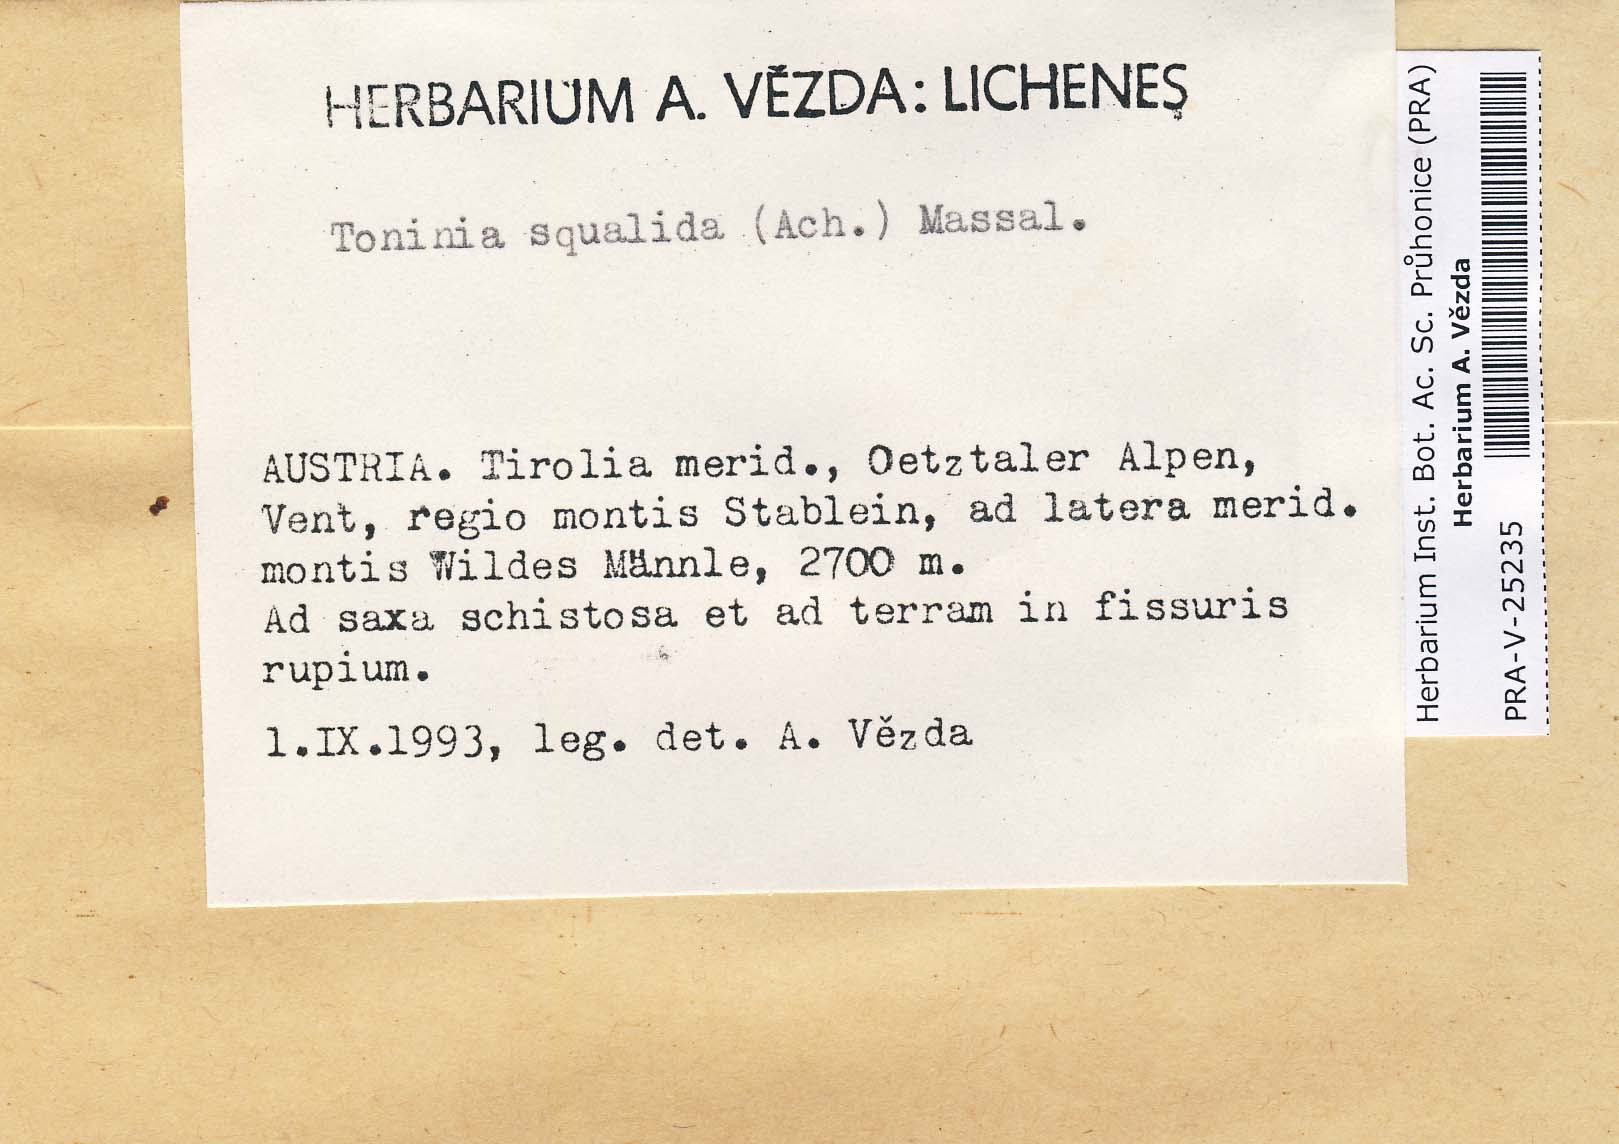 HERBARIUM A. VĚZDA: LICHENES
Toninia squalida (Ach.) Massal.
AUSTRIA. Tirolia merid., Oetztaler Alpen,
Vent, regio montis Stablein, ad latera merid.
montis Wildes Männle, 2700 m.
Ad saxa schistosa et ad terram in fissuris
rupium.
1.IX.1993, leg. det. A. Vězda
Herbarium Inst. Bot. Ac. Sc. Průhonice (PRA)
Herbarium A. Vězda
PRA-V-25235